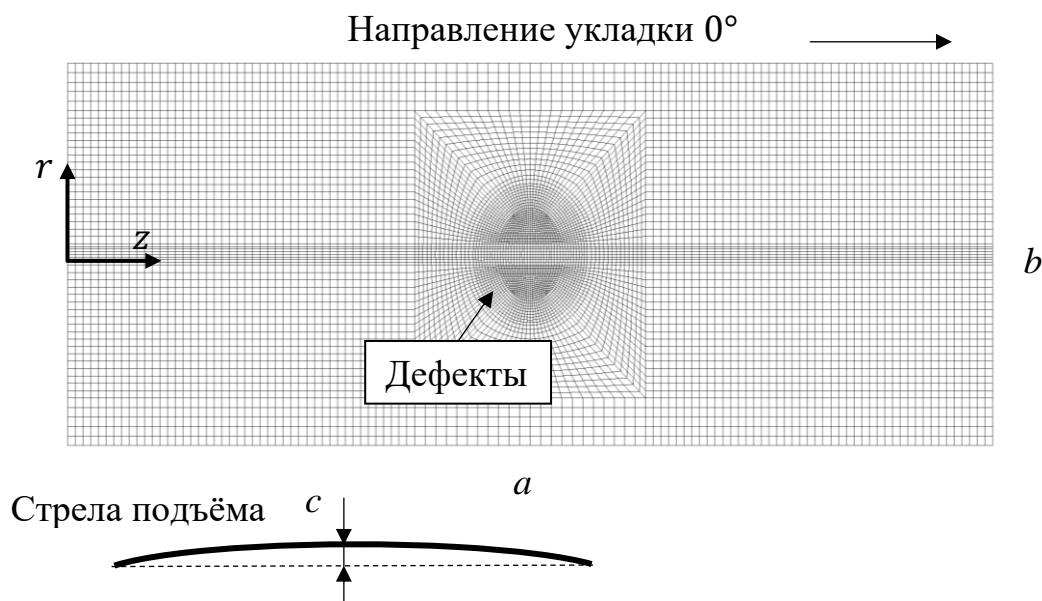 Направление укладки 0°
r
z
b
Дефекты
a
Стрела подъёма c